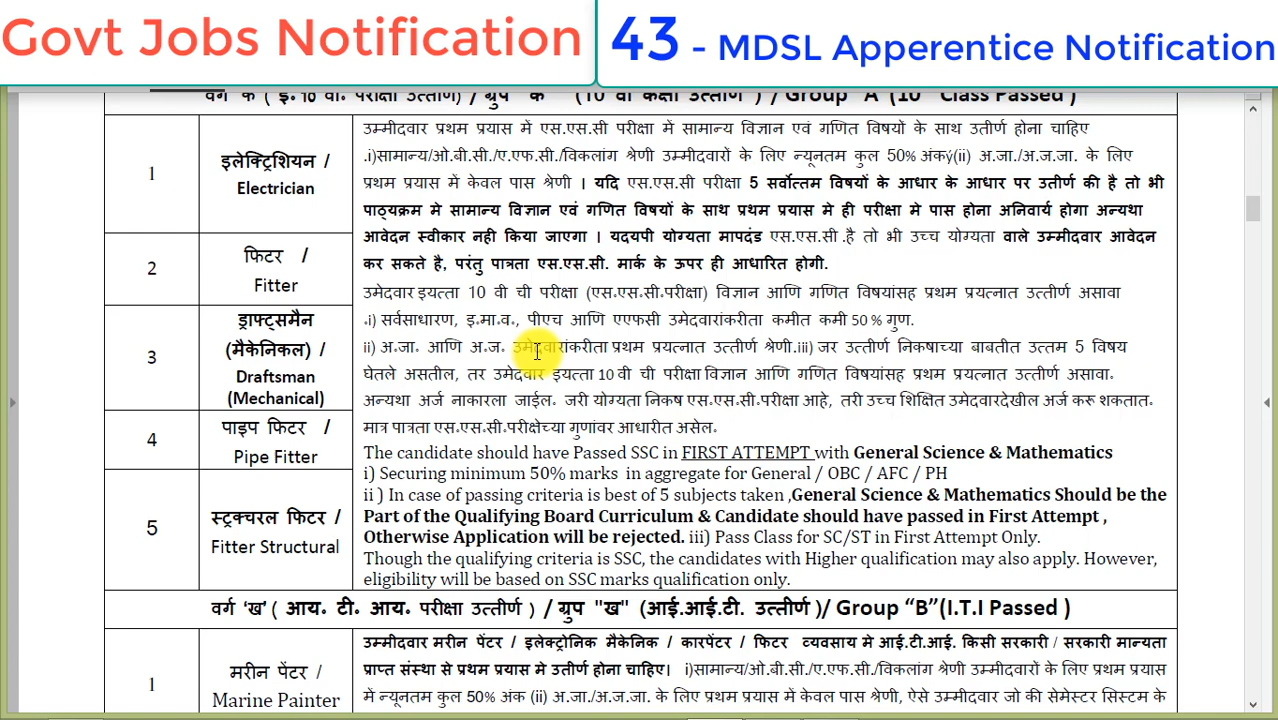 Govt Jobs Notification
43 - MDSL Apperentice Notification
वर्ग क ( इ.10 वी. परीक्षा उत्तीर्ण) / ग्रुप "क" (10 वी कक्षा उत्तीर्ण ) / Group "A"(10 Class Passed )
1
इलेक्ट्रिशियन /
Electrician
2
फिटर /
Fitter
3
ड्राफ्ट्समैन
(मैकेनिकल) /
Draftsman
(Mechanical)
4
पाइप फिटर /
Pipe Fitter
5
स्ट्रक्चरल फिटर /
Fitter Structural
उम्मीदवार प्रथम प्रयास में एस.एस.सी परीक्षा में सामान्य विज्ञान एवं गणित विषयों के साथ उतीर्ण होना चाहिए
.i)सामान्य/ओ.बी.सी./ए.एफ.सी./विकलांग श्रेणी उम्मीदवारों के लिए न्यूनतम कुल 50% अंकý(ii) अ.जा./अ.ज.जा. के लिए
प्रथम प्रयास में केवल पास श्रेणी । यदि एस.एस.सी परीक्षा 5 सर्वोत्तम विषयों के आधार के आधार पर उतीर्ण की है तो भी
पाठ्यक्रम मे सामान्य विज्ञान एवं गणित विषयों के साथ प्रथम प्रयास मे ही परीक्षा मे पास होना अनिवार्य होगा अन्यथा
आवेदन स्वीकार नही किया जाएगा । यदयपी योग्यता मापदंड एस.एस.सी .है तो भी उच्च योग्यता वाले उम्मीदवार आवेदन
कर सकते है, परंतु पात्रता एस.एस.सी. मार्क के ऊपर ही आधारित होगी.
उमेदवार इयत्ता 10 वी ची परीक्षा (एस॰एस॰सी॰परीक्षा) विज्ञान आणि गणित विषयांसह प्रथम प्रयत्नात उत्तीर्ण असावा
.i) सर्वसाधारण, इ॰मा॰व॰, पीएच आणि एएफसी उमेदवारांकरीता कमीत कमी 50 % गुण.
ii) अ.जा. आणि अ.ज. उमेदवारांकरीता प्रथम प्रयत्नात उत्तीर्ण श्रेणी.iii) जर उत्तीर्ण निकषाच्या बाबतीत उत्तम 5 विषय
घेतले असतील, तर उमेदवार इयत्ता 10 वी ची परीक्षा विज्ञान आणि गणित विषयांसह प्रथम प्रयत्नात उत्तीर्ण असावा॰
अन्यथा अर्ज नाकारला जाईल॰ जरी योग्यता निकष एस॰एस॰सी॰परीक्षा आहे, तरी उच्च शिक्षित उमेदवारदेखील अर्ज करू शकतात॰
मात्र पात्रता एस॰एस॰सी॰परीक्षेच्या गुणांवर आधारीत असेल॰
The candidate should have Passed SSC in FIRST ATTEMPT with General Science & Mathematics
i) Securing minimum 50% marks in aggregate for General / OBC / AFC / PH
ii ) In case of passing criteria is best of 5 subjects taken ,General Science & Mathematics Should be the
Part of the Qualifying Board Curriculum & Candidate should have passed in First Attempt ,
Otherwise Application will be rejected. iii) Pass Class for SC/ST in First Attempt Only.
Though the qualifying criteria is SSC, the candidates with Higher qualification may also apply. However,
eligibility will be based on SSC marks qualification only.
वर्ग 'ख' ( आय॰ टी॰ आय॰ परीक्षा उत्तीर्ण ) / ग्रुप "ख" (आई.आई.टी. उत्तीर्ण )/ Group “B”(I.T.I Passed )
1
मरीन पेंटर /
Marine Painter
उम्मीदवार मरीन पेंटर / इलेक्ट्रोनिक मैकेनिक / कारपेंटर / फिटर व्यवसाय मे आई.टी.आई. किसी सरकारी / सरकारी मान्यता
प्राप्त संस्था से प्रथम प्रयास मे उतीर्ण होना चाहिए। i)सामान्य/ओ.बी.सी./ए.एफ.सी./विकलांग श्रेणी उम्मीदवारों के लिए प्रथम प्रयास
में न्यूनतम कुल 50% अंक (ii) अ.जा./अ.ज.जा. के लिए प्रथम प्रयास में केवल पास श्रेणी, ऐसे उम्मीदवार जो की सेमेस्टर सिस्टम के